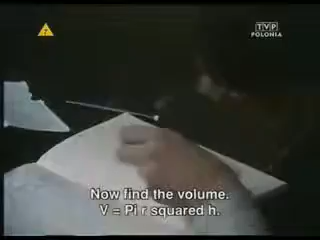 TVP
POLONIA
Now find the volume.
V = Pi r squared h.